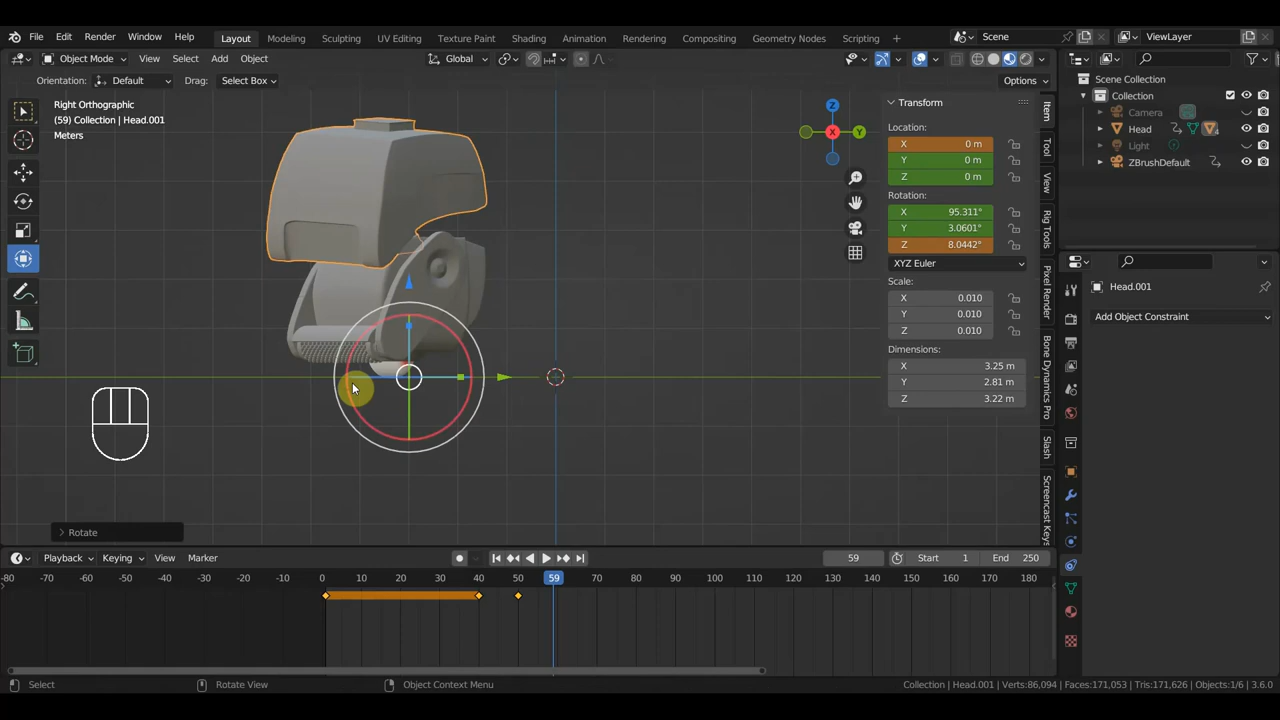 File Edit Render Window Help Layout Modeling Sculpting UV Editing Texture Paint Shading Animation Rendering Compositing Geometry Nodes Scripting + Scene ViewLayer
Object Mode View Select Add Object Global Options
Orientation: Default Drag: Select Box
Right Orthographic
(59) Collection | Head.001
Meters
Z
X
Y
Transform
Location:
X 0 m
Y 0 m
Z 0 m
Rotation:
X 95.311°
Y 3.0601°
Z 8.0442°
XYZ Euler
Scale:
X 0.010
Y 0.010
Z 0.010
Dimensions:
X 3.25 m
Y 2.81 m
Z 3.22 m
Item
Tool
View
Rig Tools
Pixel Render
Bone Dynamics Pro
Slash
Screencast Keys
Scene Collection
Collection
Camera
Head
Light
ZBrushDefault
Head.001
Add Object Constraint
Rotate
Playback Keying View Marker 59 Start 1 End 250
-80 -70 -60 -50 -40 -30 -20 -10 0 10 20 30 40 50 59 70 80 90 100 110 120 130 140 150 160 170 180
Select Rotate View Object Context Menu Collection | Head.001 | Verts:86,094 | Faces:171,053 | Tris:171,626 | Objects:1/6 | 3.6.0